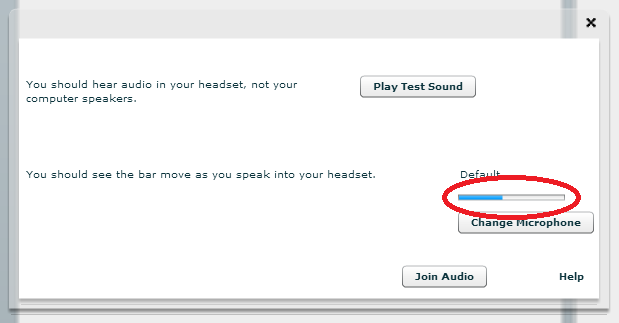 You should hear audio in your headset, not your
computer speakers.
Play Test Sound
You should see the bar move as you speak into your headset.
Default
Change Microphone
Join Audio
Help